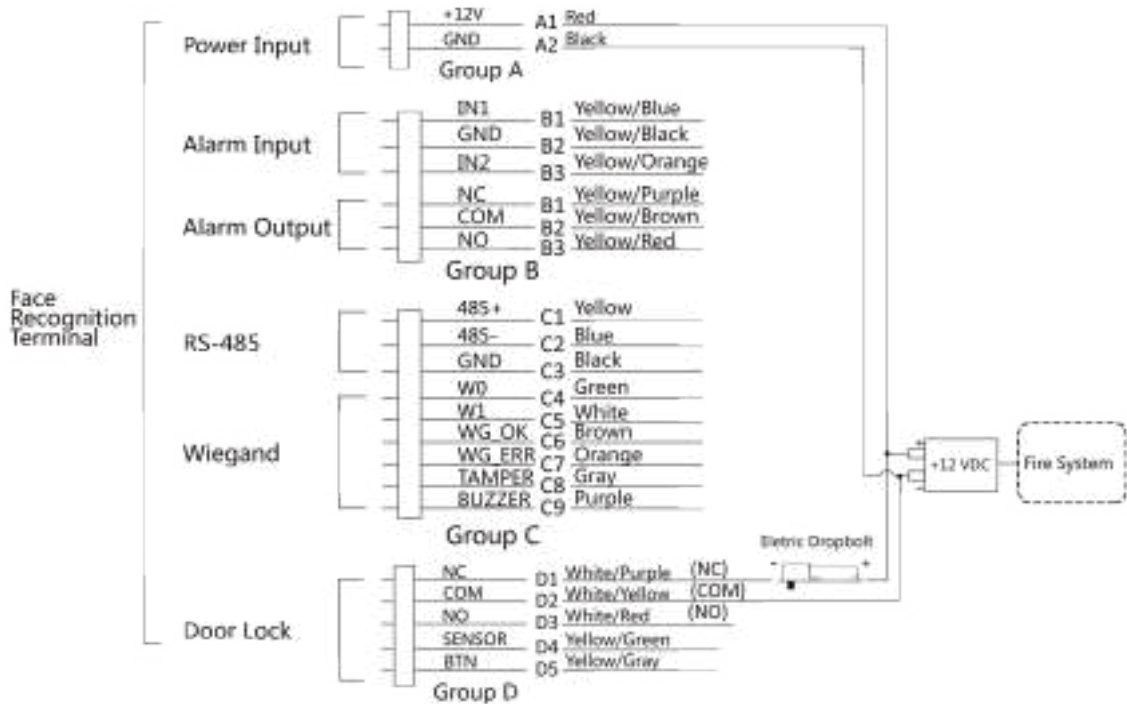 +12V A1 Red
Power Input GND A2 Black
Group A
IN1 B1 Yellow/Blue
Alarm Input GND B2 Yellow/Black
IN2 B3 Yellow/Orange
NC B1 Yellow/Purple
Alarm Output COM B2 Yellow/Brown
NO B3 Yellow/Red
Group B
Face
Recognition
Terminal
485+ C1 Yellow
RS-485 485- C2 Blue
GND C3 Black
W0 C4 Green
W1 C5 White
Wiegand WG_OK C6 Brown
WG_ERR C7 Orange
TAMPER C8 Gray
BUZZER C9 Purple
Group C
+ +12 VDC - Fire System
Eletric Dropbolt
- +
NC D1 White/Purple (NC)
COM D2 White/Yellow (COM)
Door Lock NO D3 White/Red (NO)
SENSOR D4 Yellow/Green
BTN D5 Yellow/Gray
Group D